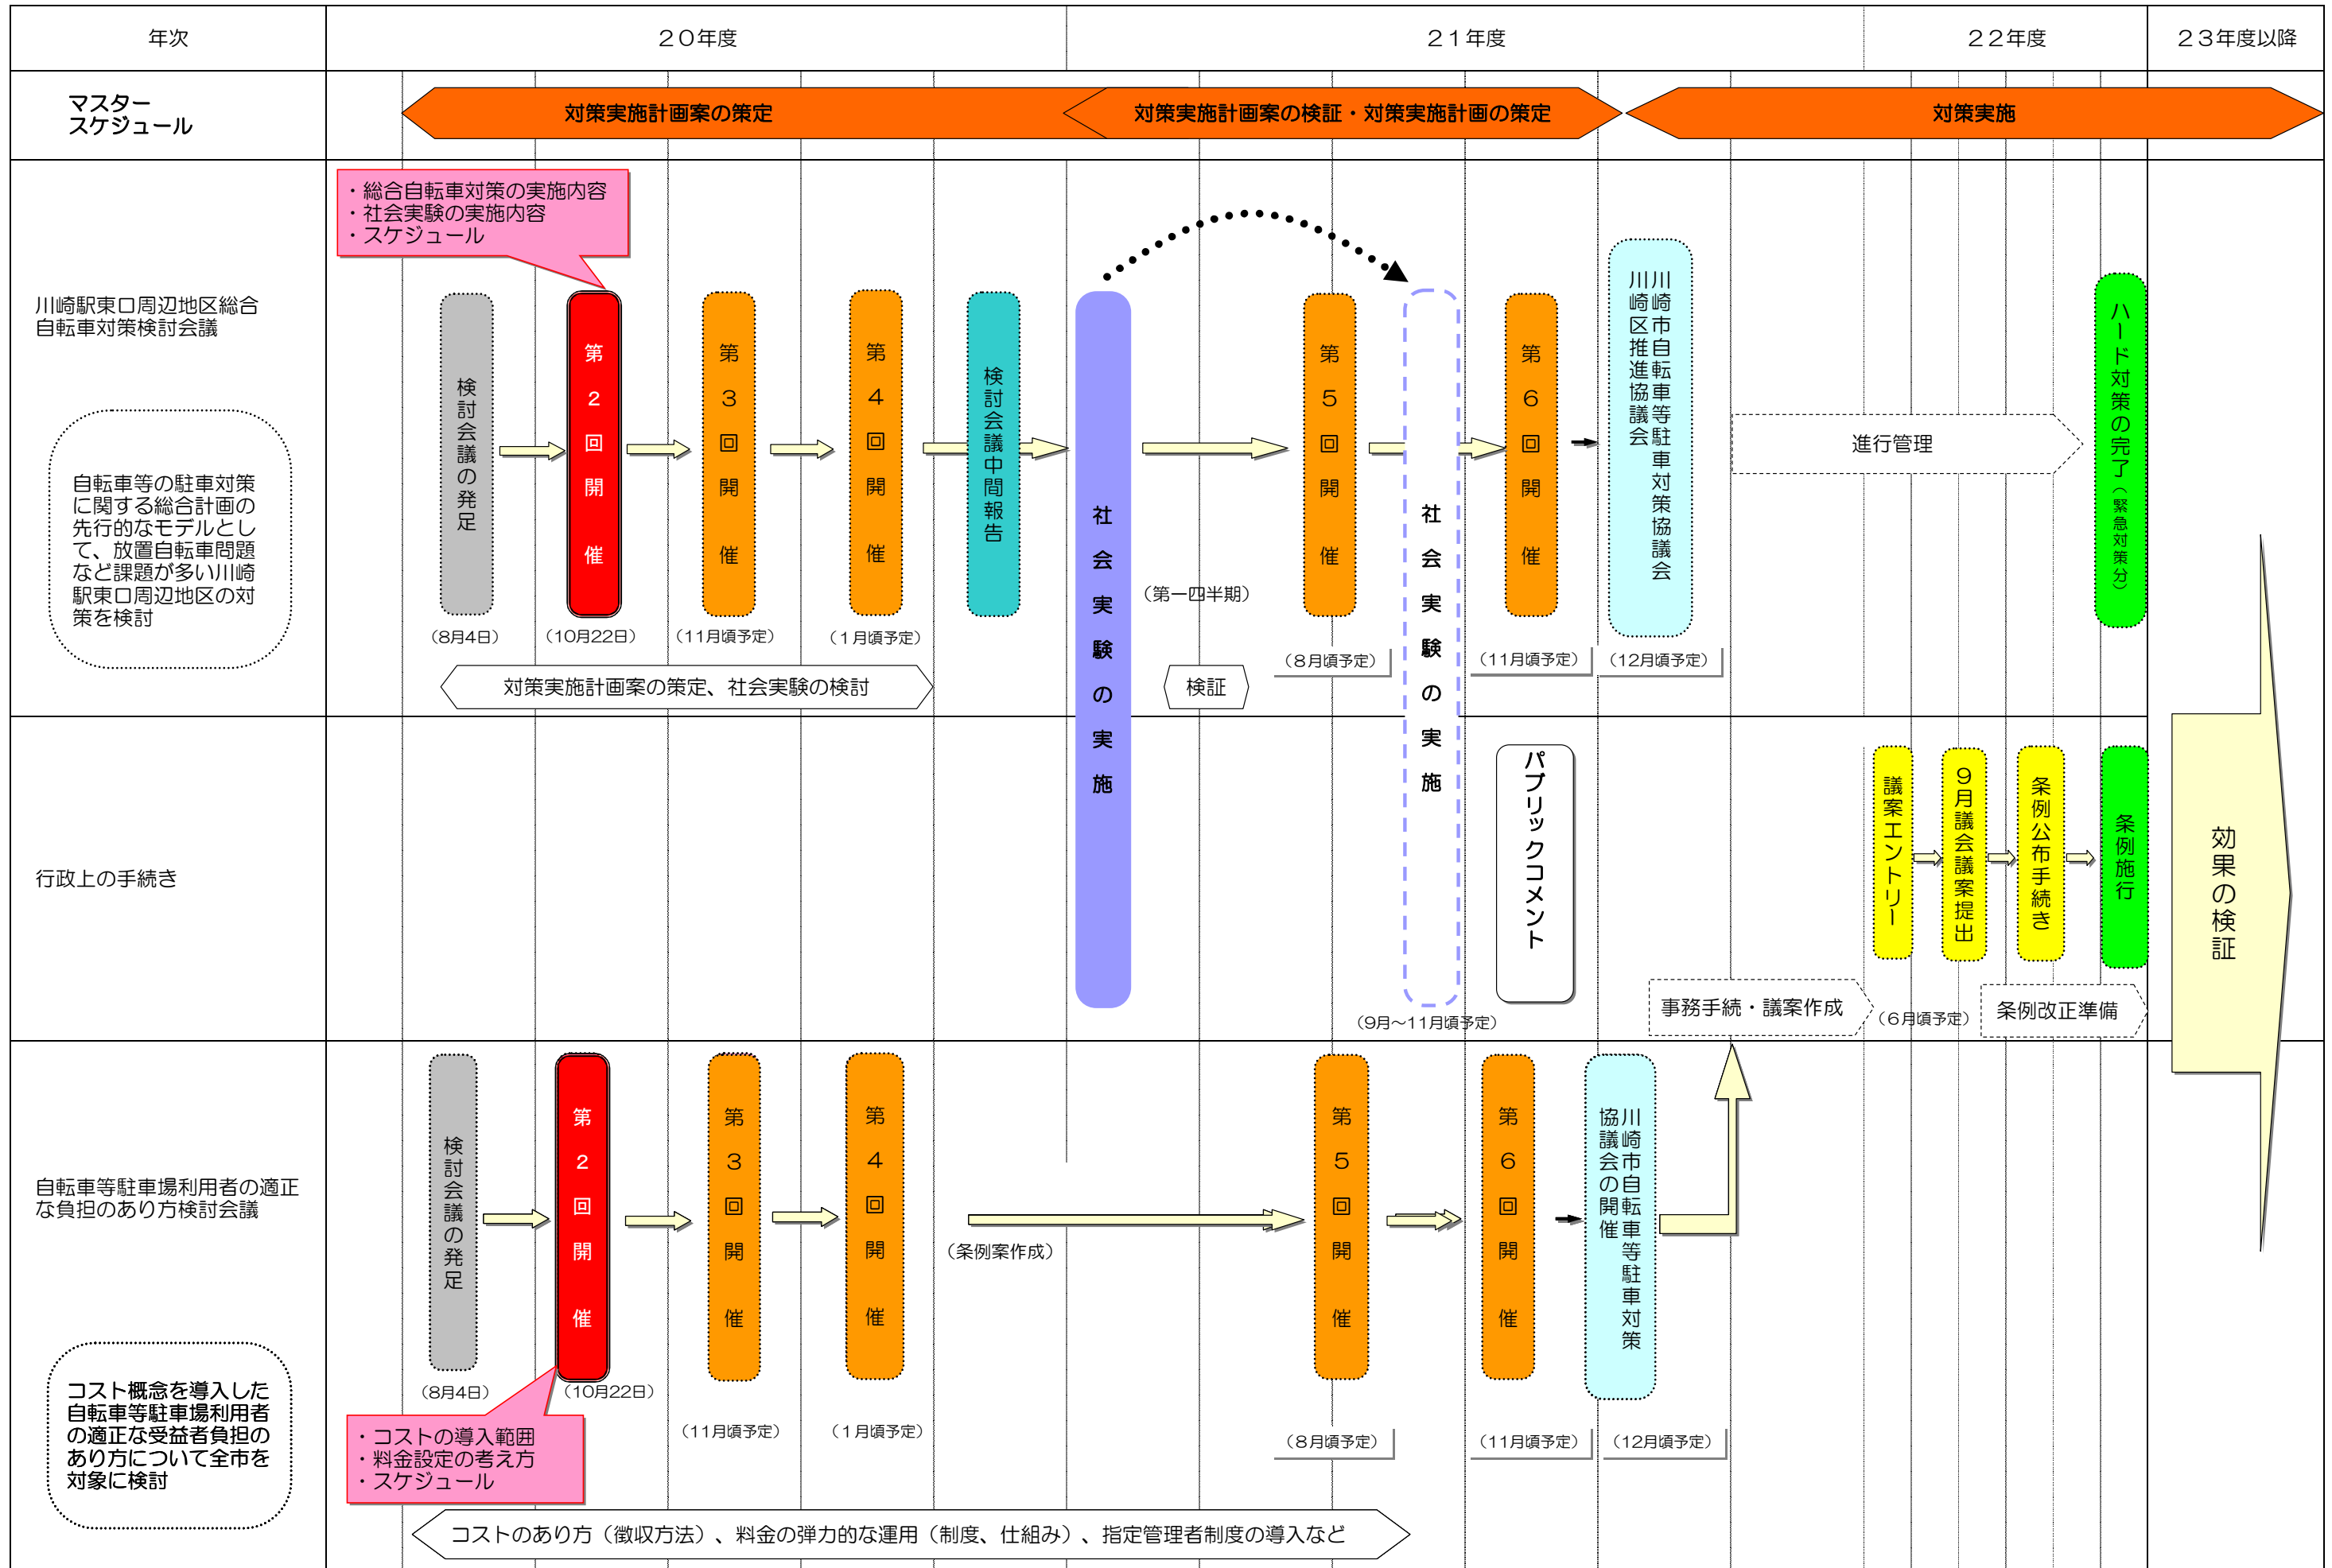 年次
２０年度
２１年度
２２年度
２３年度以降
マスター
スケジュール
対策実施計画案の策定
対策実施計画案の検証・対策実施計画の策定
対策実施
川崎駅東口周辺地区総合
自転車対策検討会議
自転車等の駐車対策
に関する総合計画の
先行的なモデルとし
て、放置自転車問題
など課題が多い川崎
駅東口周辺地区の対
策を検討
・総合自転車対策の実施内容
・社会実験の実施内容
・スケジュール
検討会議の発足
（8月4日）
第２回開催
（10月22日）
第３回開催
（11月頃予定）
第４回開催
（１月頃予定）
検討会議中間報告
対策実施計画案の策定、社会実験の検討
社会実験の実施
（第一四半期）
検証
第５回開催
（８月頃予定）
社会実験の実施
（9月～11月頃予定）
第６回開催
（11月頃予定）
川崎市自転車等駐車対策協議会
川崎区推進協議会
（12月頃予定）
進行管理
ハード対策の完了（緊急対策分）
行政上の手続き
パブリックコメント
事務手続・議案作成
議案エントリー
（６月頃予定）
９月議会議案提出
条例公布手続き
条例改正準備
条例施行
効果の検証
自転車等駐車場利用者の適正
な負担のあり方検討会議
コスト概念を導入した
自転車等駐車場利用者
の適正な受益者負担の
あり方について全市を
対象に検討
検討会議の発足
（8月4日）
第２回開催
（10月22日）
・コストの導入範囲
・料金設定の考え方
・スケジュール
第３回開催
（11月頃予定）
第４回開催
（１月頃予定）
（条例案作成）
第５回開催
（８月頃予定）
第６回開催
（11月頃予定）
川崎市自転車等駐車対策
協議会の開催
（12月頃予定）
コストのあり方（徴収方法）、料金の弾力的な運用（制度、仕組み）、指定管理者制度の導入など